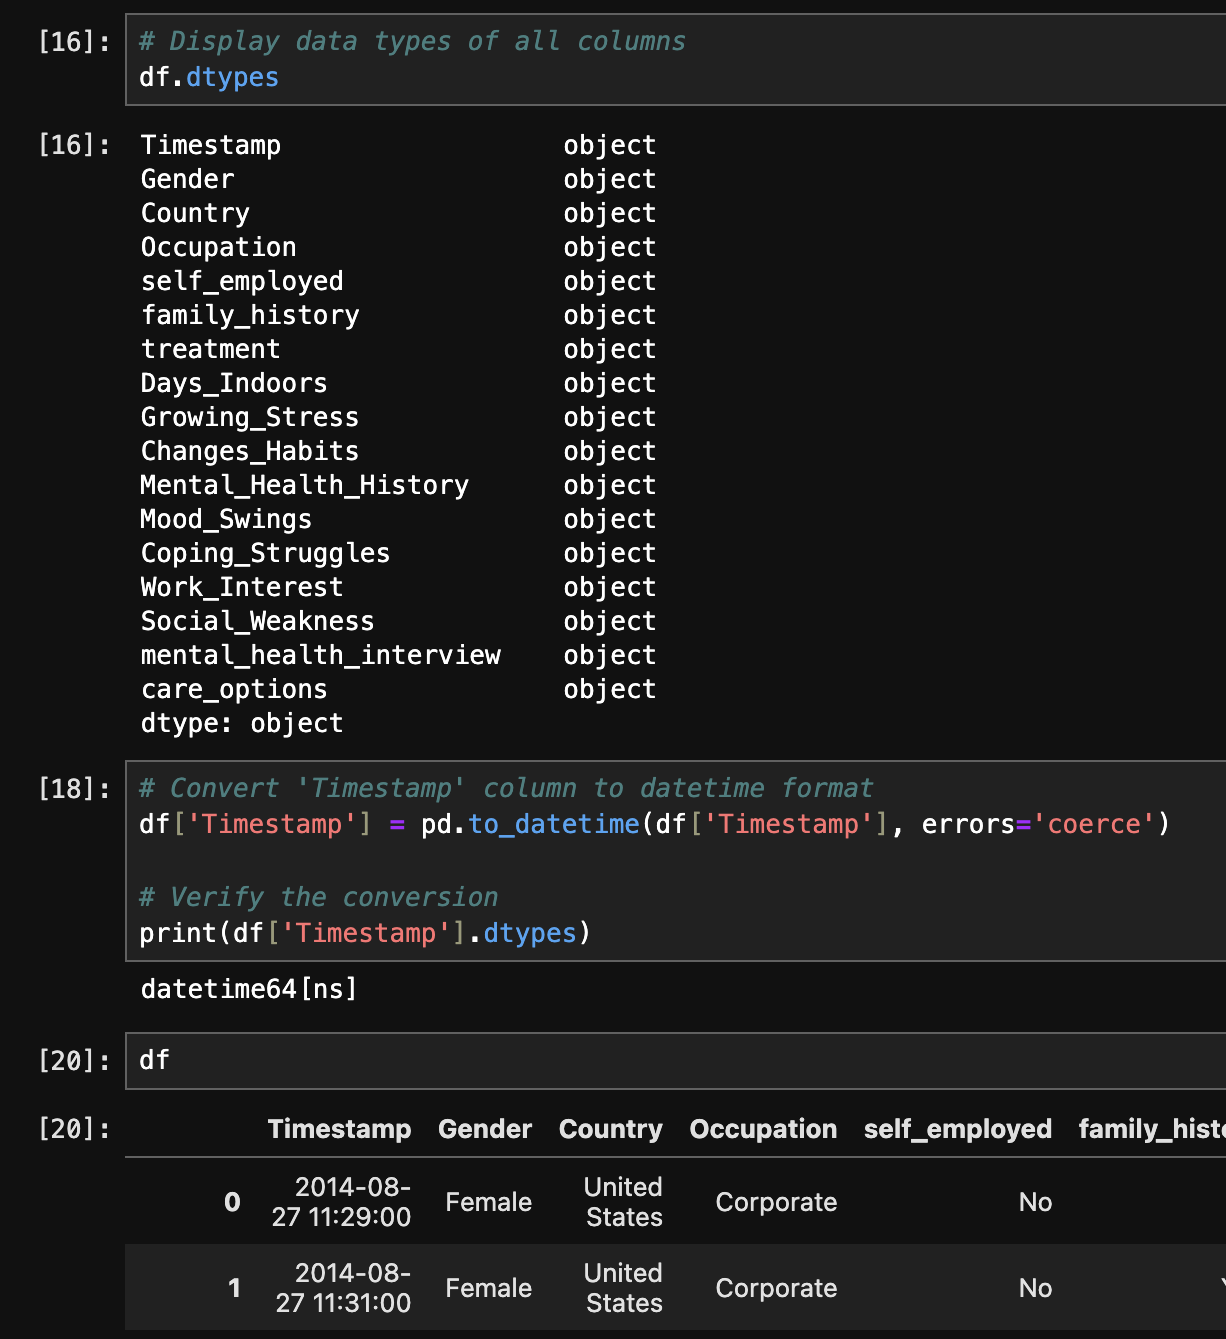 [16]: # Display data types of all columns
df.dtypes
[16]: Timestamp object
Gender object
Country object
Occupation object
self_employed object
family_history object
treatment object
Days_Indoors object
Growing_Stress object
Changes_Habits object
Mental_Health_History object
Mood_Swings object
Coping_Struggles object
Work_Interest object
Social_Weakness object
mental_health_interview object
care_options object
dtype: object
[18]: # Convert 'Timestamp' column to datetime format
df['Timestamp'] = pd.to_datetime(df['Timestamp'], errors='coerce')
# Verify the conversion
print(df['Timestamp'].dtypes)
datetime64[ns]
[20]: df
[20]: Timestamp Gender Country Occupation self_employed family_histo
0 2014-08-27 11:29:00 Female United States Corporate No
1 2014-08-27 11:31:00 Female United States Corporate No